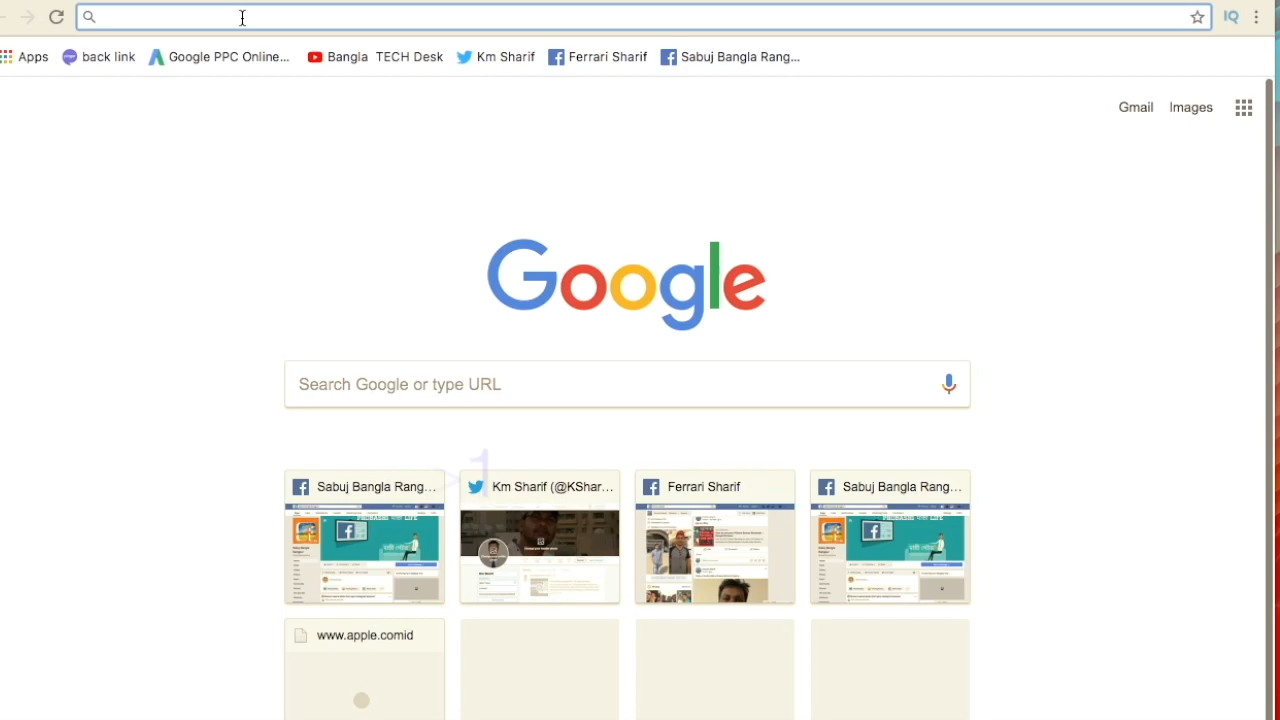 Apps back link Google PPC Online... Bangla TECH Desk Km Sharif Ferrari Sharif Sabuj Bangla Rang...
Gmail Images
Google
Search Google or type URL
>1
Sabuj Bangla Rang... Km Sharif (@KShar... Ferrari Sharif Sabuj Bangla Rang...
www.apple.comid